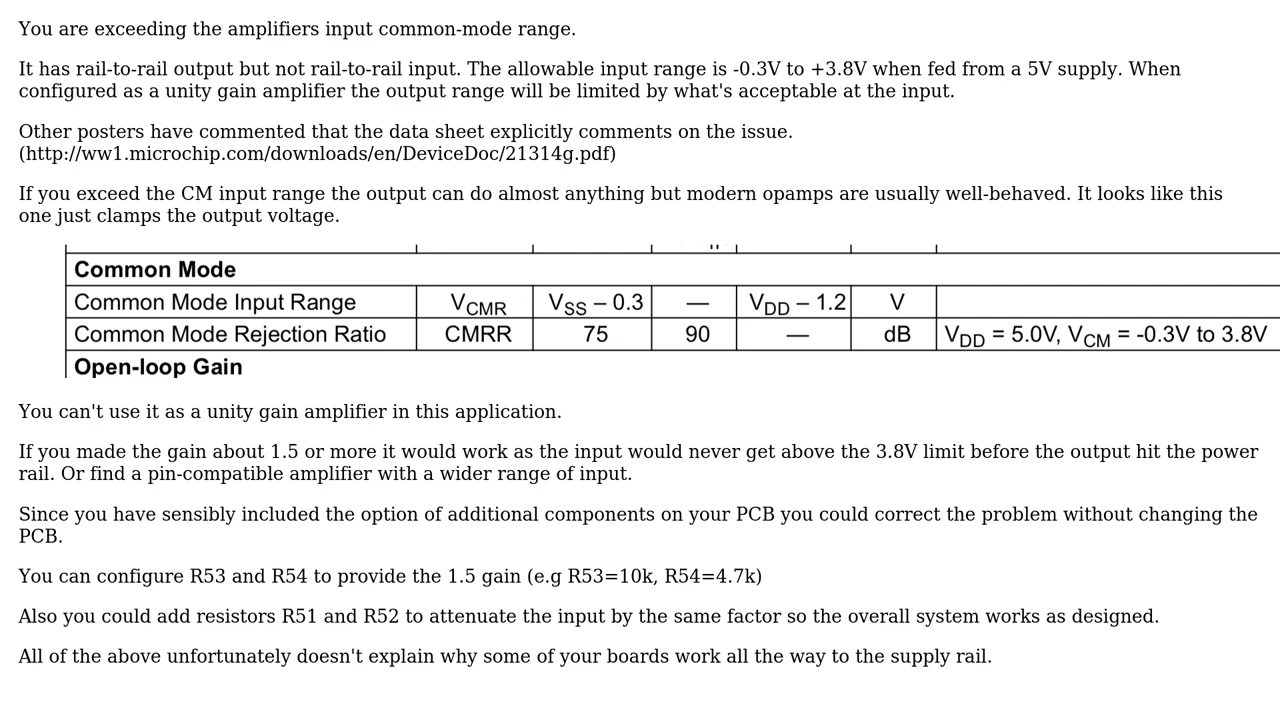 You are exceeding the amplifiers input common-mode range.
It has rail-to-rail output but not rail-to-rail input. The allowable input range is -0.3V to +3.8V when fed from a 5V supply. When
configured as a unity gain amplifier the output range will be limited by what's acceptable at the input.
Other posters have commented that the data sheet explicitly comments on the issue.
(http://ww1.microchip.com/downloads/en/DeviceDoc/21314g.pdf)
If you exceed the CM input range the output can do almost anything but modern opamps are usually well-behaved. It looks like this
one just clamps the output voltage.
Common Mode
Common Mode Input Range VCMR VSS – 0.3 — VDD – 1.2 V
Common Mode Rejection Ratio CMRR 75 90 — dB VDD = 5.0V, VCM = -0.3V to 3.8V
Open-loop Gain
You can't use it as a unity gain amplifier in this application.
If you made the gain about 1.5 or more it would work as the input would never get above the 3.8V limit before the output hit the power
rail. Or find a pin-compatible amplifier with a wider range of input.
Since you have sensibly included the option of additional components on your PCB you could correct the problem without changing the
PCB.
You can configure R53 and R54 to provide the 1.5 gain (e.g R53=10k, R54=4.7k)
Also you could add resistors R51 and R52 to attenuate the input by the same factor so the overall system works as designed.
All of the above unfortunately doesn't explain why some of your boards work all the way to the supply rail.